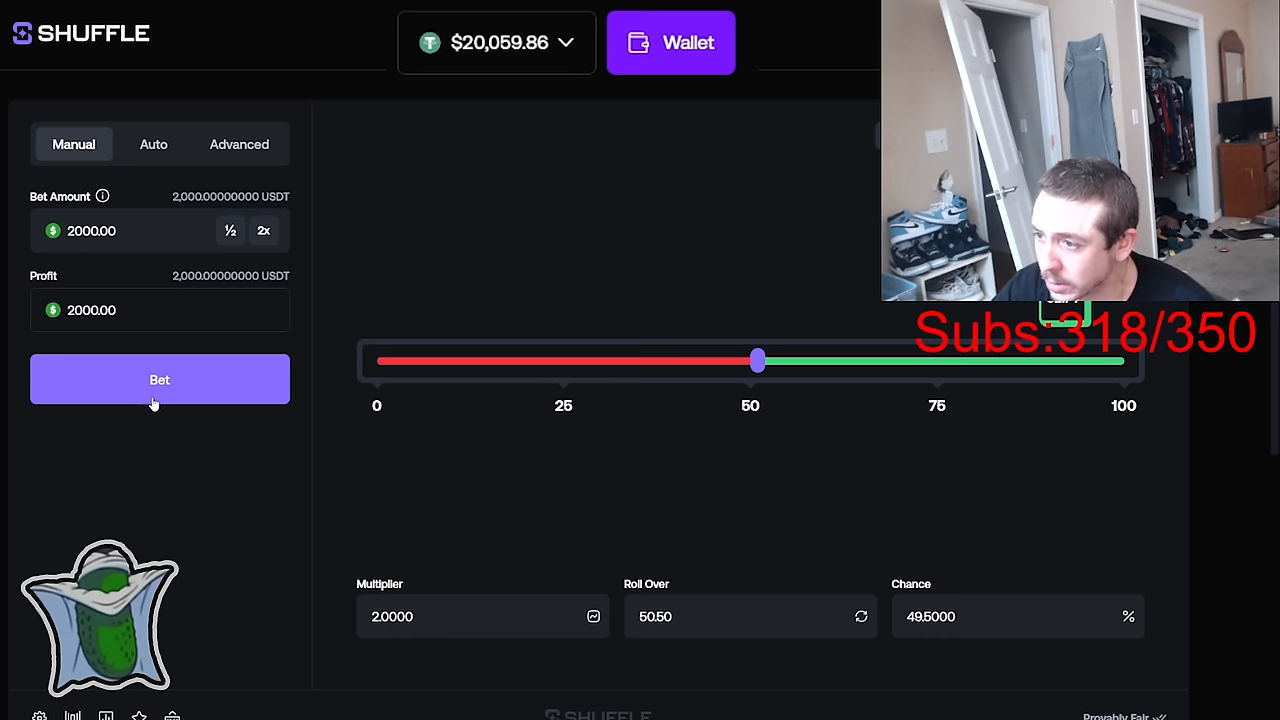 SHUFFLE
$20,059.86
Wallet
Manual
Auto
Advanced
Bet Amount
2,000.00000000 USDT
2000.00
½
2x
Profit
2,000.00000000 USDT
2000.00
Bet
Subs:318/350
0
25
50
75
100
Multiplier
Roll Over
Chance
2.0000
50.50
49.5000
%
SHUFFLE
Provably Fair